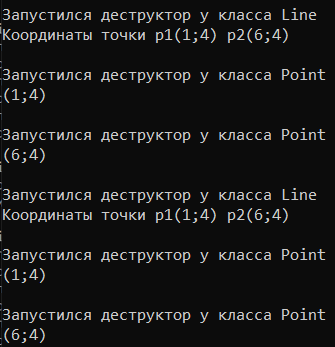 Запустился деструктор у класса Line
Координаты точки p1(1;4) p2(6;4)
Запустился деструктор у класса Point
(1;4)
Запустился деструктор у класса Point
(6;4)
Запустился деструктор у класса Line
Координаты точки p1(1;4) p2(6;4)
Запустился деструктор у класса Point
(1;4)
Запустился деструктор у класса Point
(6;4)